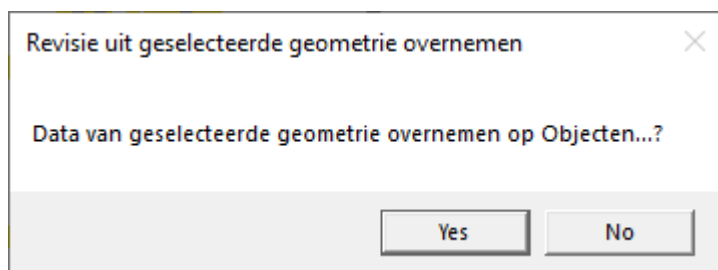 Revisie uit geselecteerde geometrie overnemen
Data van geselecteerde geometrie overnemen op Objecten...?
Yes No